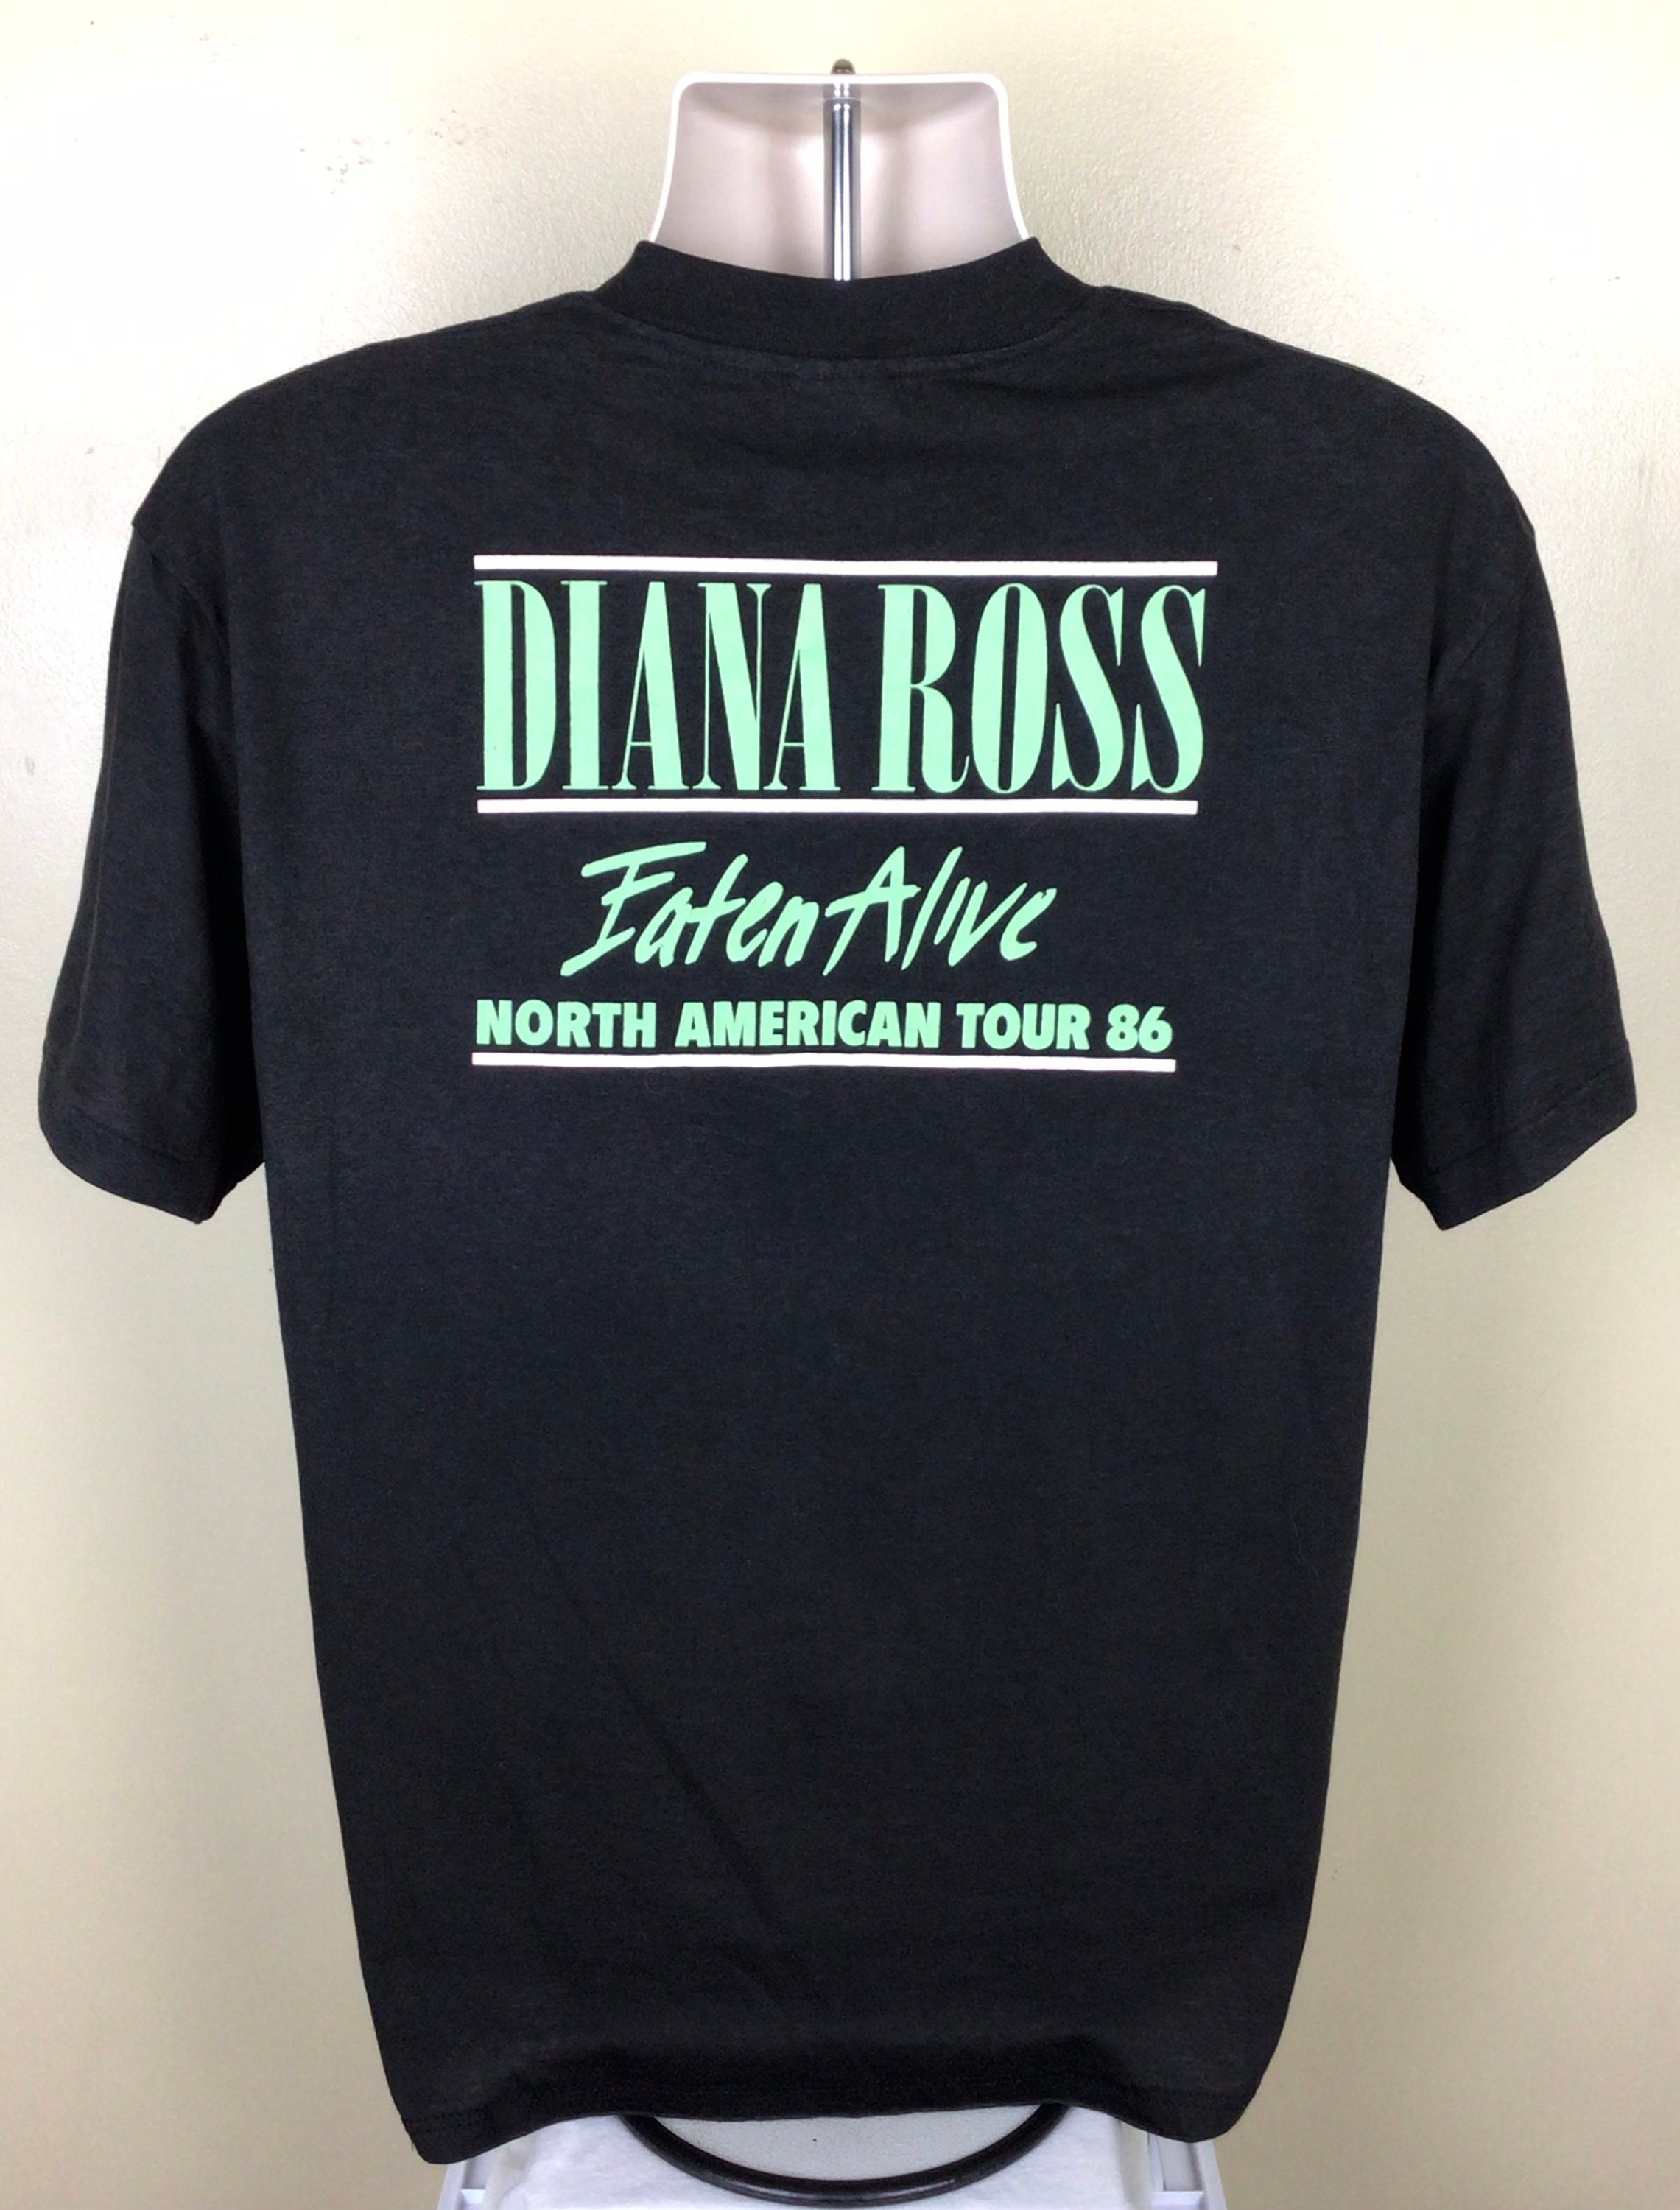 DIANA ROSS
Eaten Alive
NORTH AMERICAN TOUR 86